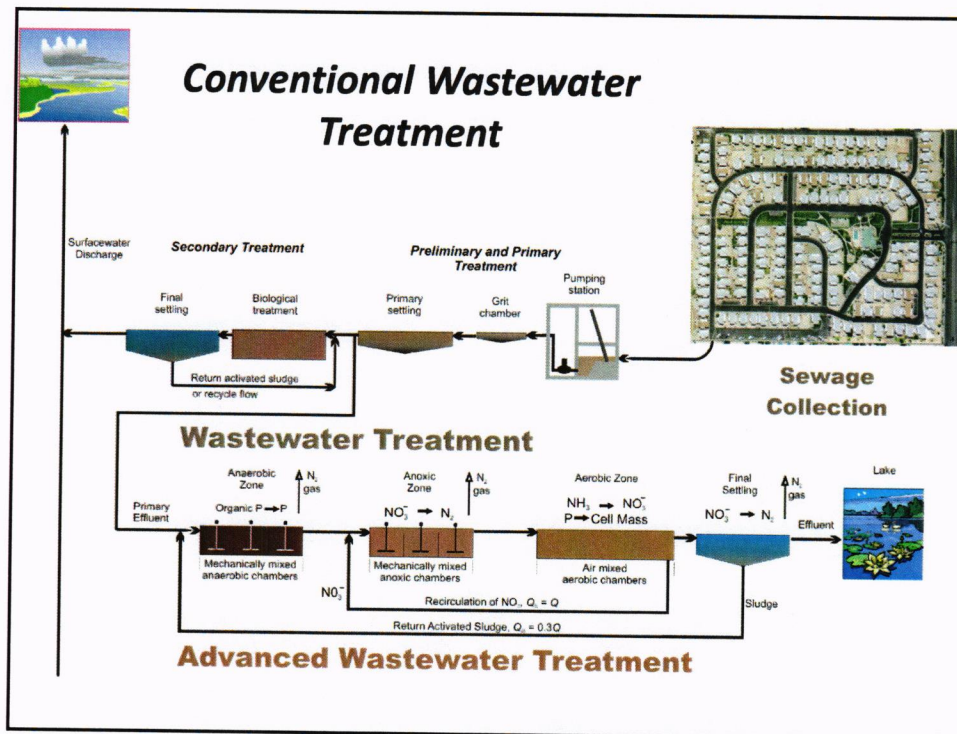 Conventional Wastewater
Treatment
Surfacewater
Discharge
Secondary Treatment
Preliminary and Primary
Treatment
Final
settling
Biological
treatment
Primary
settling
Grit
chamber
Pumping
station
Return activated sludge
or recycle flow
Sewage
Collection
Wastewater Treatment
Primary
Effluent
Anaerobic
Zone
N₂
gas
Organic P → P
Mechanically mixed
anaerobic chambers
Anoxic
Zone
N₂
gas
NO₃⁻ → N₂
Mechanically mixed
anoxic chambers
Aerobic Zone
NH₃ → NO₃⁻
P → Cell Mass
Air mixed
aerobic chambers
Final
Settling
N₂
gas
NO₃⁻ → N₂
Effluent
Lake
NO₃⁻
Recirculation of NO₃, Q = Q
Sludge
Return Activated Sludge, Q = 0.3Q
Advanced Wastewater Treatment